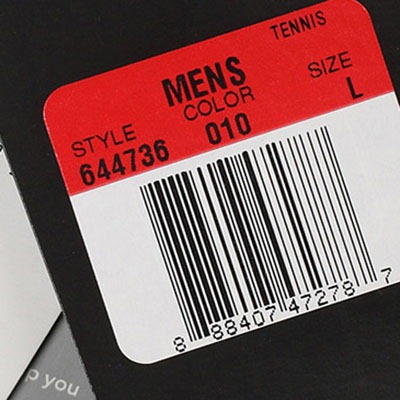 TENNIS
MENS
STYLE COLOR SIZE
644736 010 L
8 88407 47278 7
p you